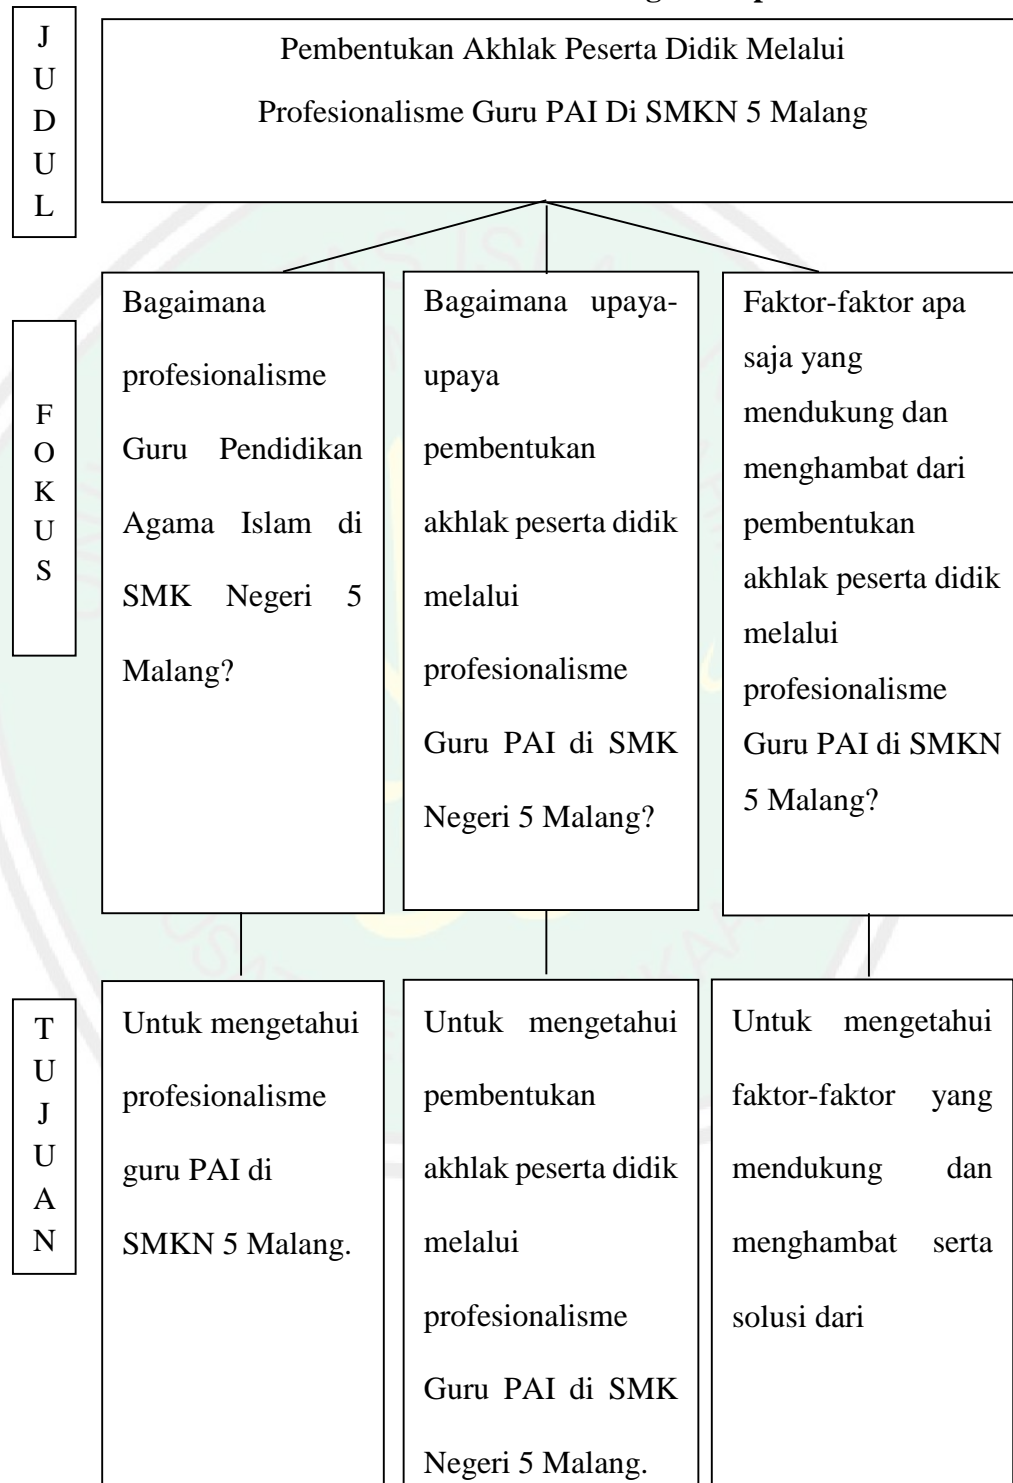 J
U
D
U
L
Pembentukan Akhlak Peserta Didik Melalui
Profesionalisme Guru PAI Di SMKN 5 Malang
F
O
K
U
S
Bagaimana
profesionalisme
Guru Pendidikan
Agama Islam di
SMK Negeri 5
Malang?
Bagaimana upaya-
upaya
pembentukan
akhlak peserta didik
melalui
profesionalisme
Guru PAI di SMK
Negeri 5 Malang?
Faktor-faktor apa
saja yang
mendukung dan
menghambat dari
pembentukan
akhlak peserta didik
melalui
profesionalisme
Guru PAI di SMKN
5 Malang?
T
U
J
U
A
N
Untuk mengetahui
profesionalisme
guru PAI di
SMKN 5 Malang.
Untuk mengetahui
pembentukan
akhlak peserta didik
melalui
profesionalisme
Guru PAI di SMK
Negeri 5 Malang.
Untuk mengetahui
faktor-faktor yang
mendukung dan
menghambat serta
solusi dari